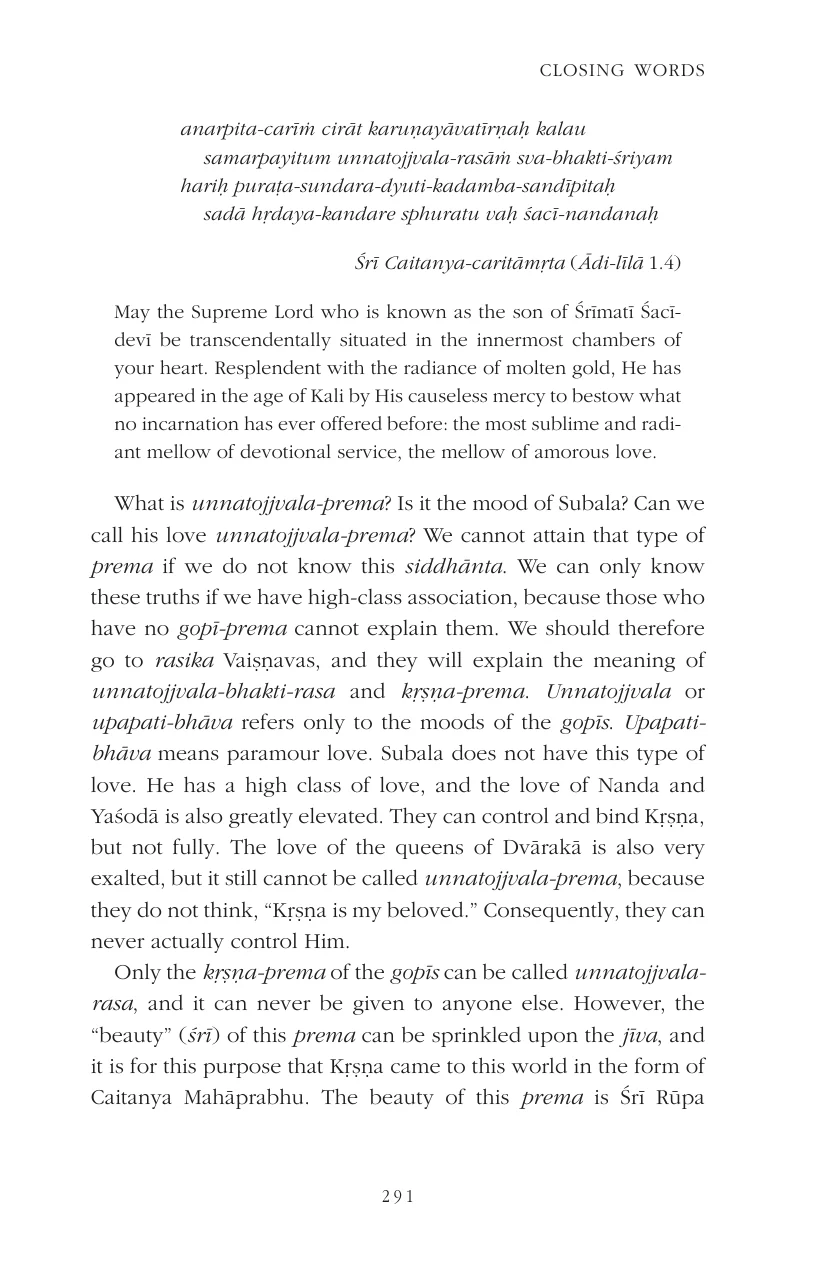 CLOSING WORDS
anarpita-carīṁ cirāt karuṇayāvatīrṇaḥ kalau
samarpayitum unnatojjvala-rasāṁ sva-bhakti-śriyam
hariḥ puraṭa-sundara-dyuti-kadamba-sandīpitaḥ
sadā hṛdaya-kandare sphuratu vaḥ śacī-nandanaḥ
Śrī Caitanya-caritāmṛta (Ādi-līlā 1.4)
May the Supreme Lord who is known as the son of Śrīmatī Śacī-
devī be transcendentally situated in the innermost chambers of
your heart. Resplendent with the radiance of molten gold, He has
appeared in the age of Kali by His causeless mercy to bestow what
no incarnation has ever offered before: the most sublime and radi-
ant mellow of devotional service, the mellow of amorous love.
What is unnatojjvala-prema? Is it the mood of Subala? Can we
call his love unnatojjvala-prema? We cannot attain that type of
prema if we do not know this siddhānta. We can only know
these truths if we have high-class association, because those who
have no gopī-prema cannot explain them. We should therefore
go to rasika Vaiṣṇavas, and they will explain the meaning of
unnatojjvala-bhakti-rasa and kṛṣṇa-prema. Unnatojjvala or
upapati-bhāva refers only to the moods of the gopīs. Upapati-
bhāva means paramour love. Subala does not have this type of
love. He has a high class of love, and the love of Nanda and
Yaśodā is also greatly elevated. They can control and bind Kṛṣṇa,
but not fully. The love of the queens of Dvārakā is also very
exalted, but it still cannot be called unnatojjvala-prema, because
they do not think, “Kṛṣṇa is my beloved.” Consequently, they can
never actually control Him.
Only the kṛṣṇa-prema of the gopīs can be called unnatojjvala-
rasa, and it can never be given to anyone else. However, the
“beauty” (śrī) of this prema can be sprinkled upon the jīva, and
it is for this purpose that Kṛṣṇa came to this world in the form of
Caitanya Mahāprabhu. The beauty of this prema is Śrī Rūpa
291